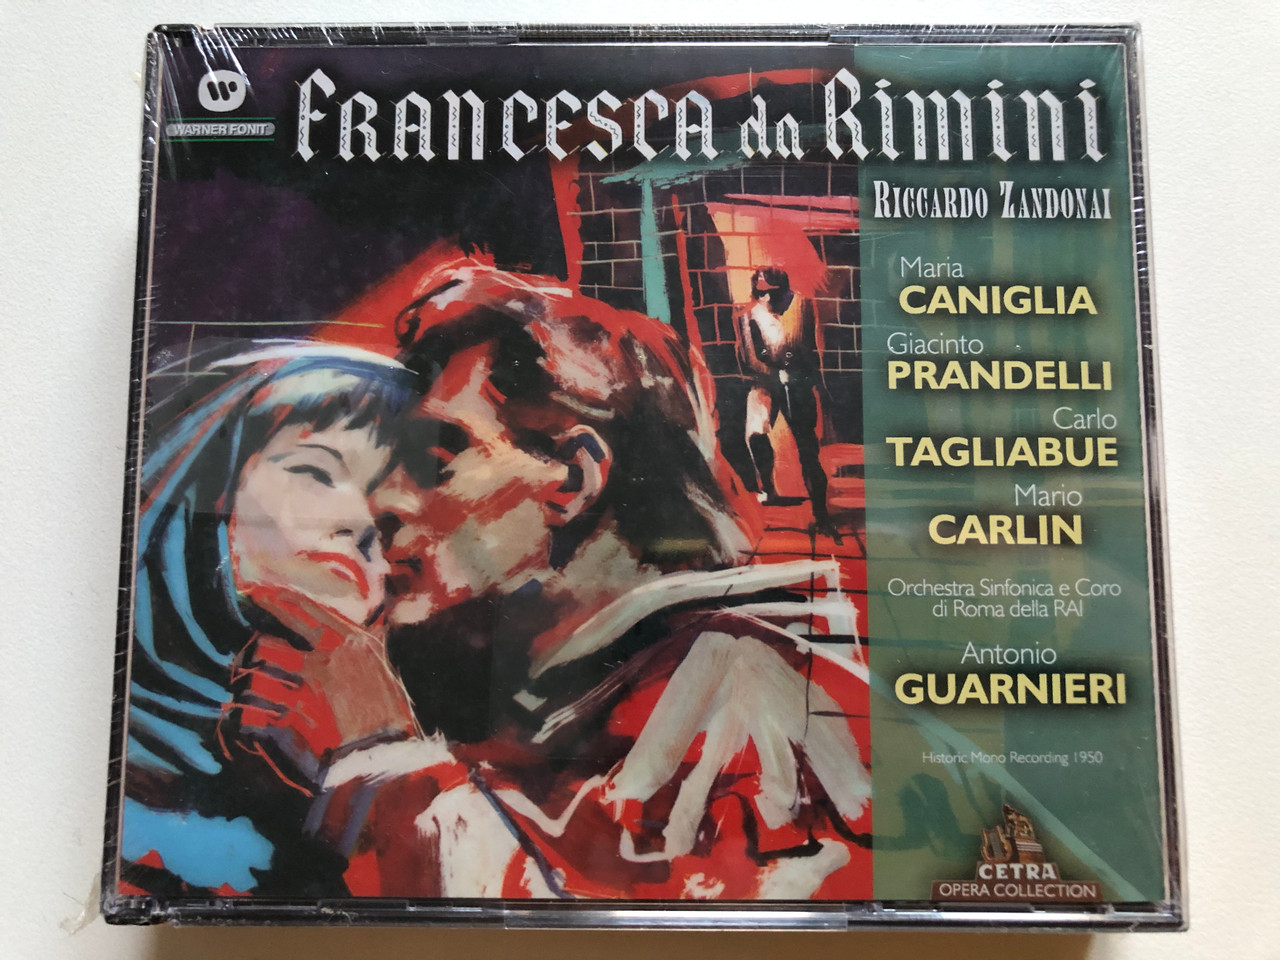 WARNER FONIT
FRANCESCA da RIMINI
RICCARDO ZANDONAI
Maria
CANIGLIA
Giacinto
PRANDELLI
Carlo
TAGLIABUE
Mario
CARLIN
Orchestra Sinfonica e Coro
di Roma della RAI
Antonio
GUARNIERI
Historic Mono Recording 1950
CETRA
OPERA COLLECTION